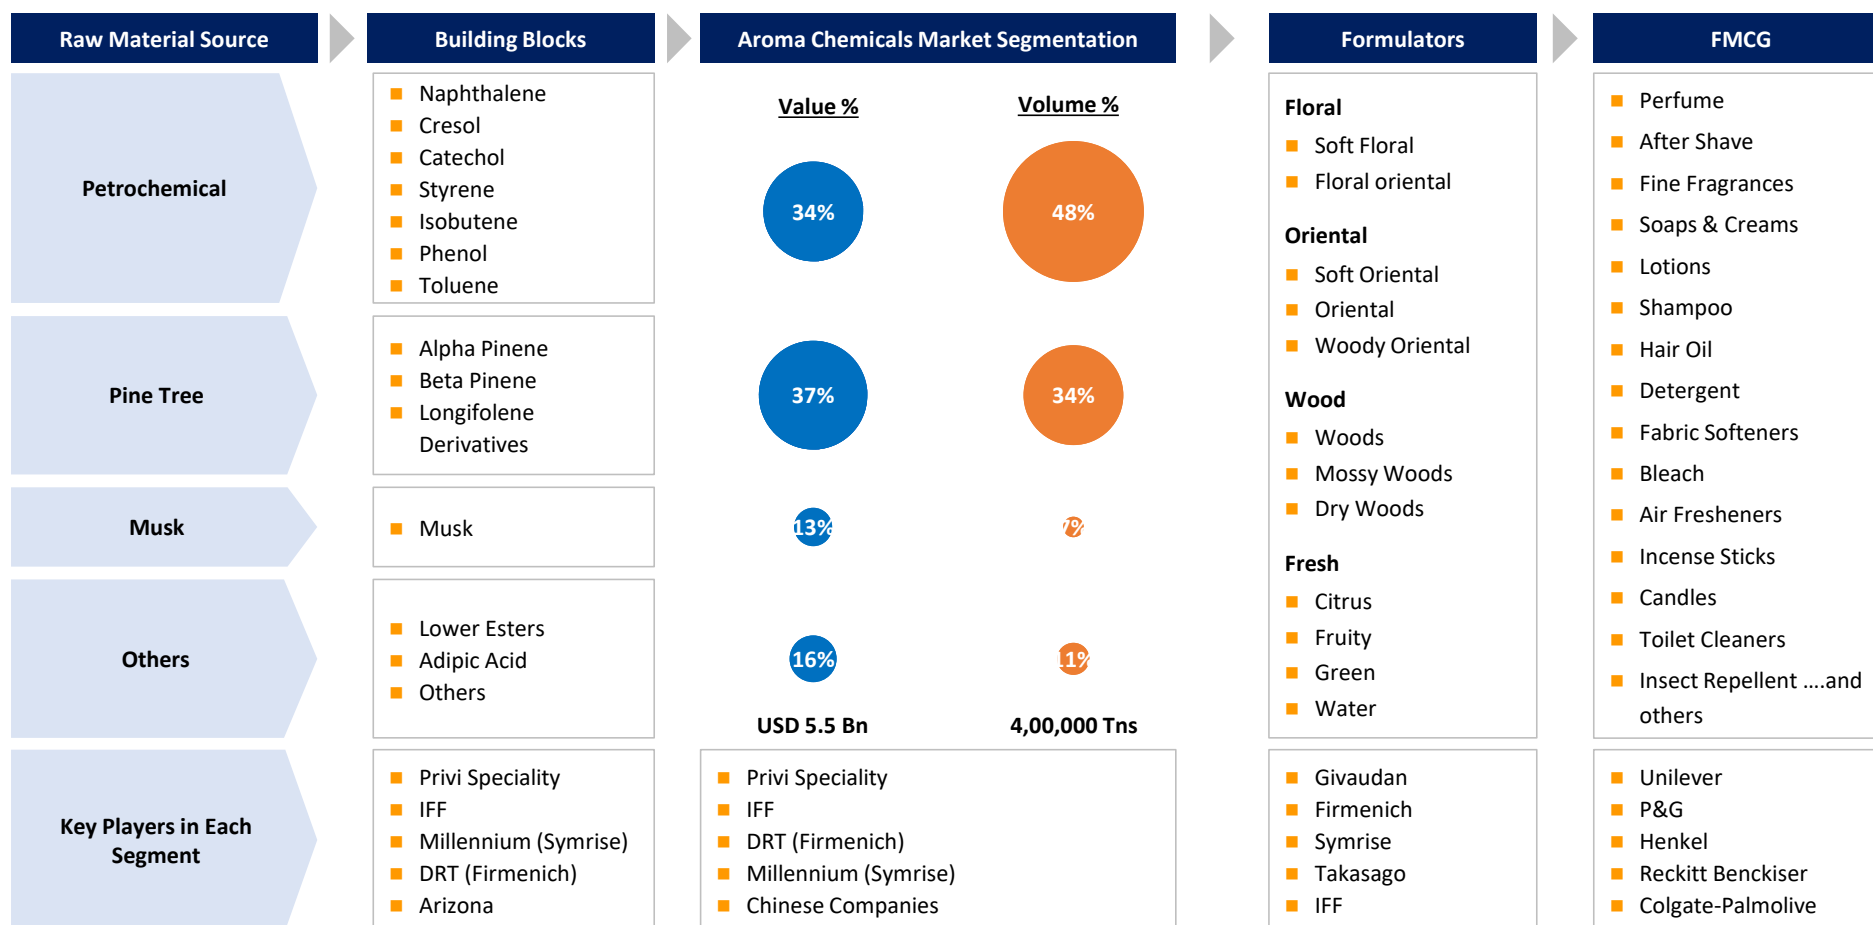 Raw Material Source
Building Blocks
Aroma Chemicals Market Segmentation
Formulators
FMCG
Petrochemical
Naphthalene
Cresol
Catechol
Styrene
Isobutene
Phenol
Toluene
Value %
Volume %
34%
48%
Pine Tree
Alpha Pinene
Beta Pinene
Longifolene
Derivatives
37%
34%
Musk
Musk
13%
7%
Others
Lower Esters
Adipic Acid
Others
16%
11%
USD 5.5 Bn
4,00,000 Tns
Floral
Soft Floral
Floral oriental
Oriental
Soft Oriental
Oriental
Woody Oriental
Wood
Woods
Mossy Woods
Dry Woods
Fresh
Citrus
Fruity
Green
Water
Perfume
After Shave
Fine Fragrances
Soaps & Creams
Lotions
Shampoo
Hair Oil
Detergent
Fabric Softeners
Bleach
Air Fresheners
Incense Sticks
Candles
Toilet Cleaners
Insect Repellent ....and
others
Key Players in Each
Segment
Privi Speciality
IFF
Millennium (Symrise)
DRT (Firmenich)
Arizona
Privi Speciality
IFF
DRT (Firmenich)
Millennium (Symrise)
Chinese Companies
Givaudan
Firmenich
Symrise
Takasago
IFF
Unilever
P&G
Henkel
Reckitt Benckiser
Colgate-Palmolive